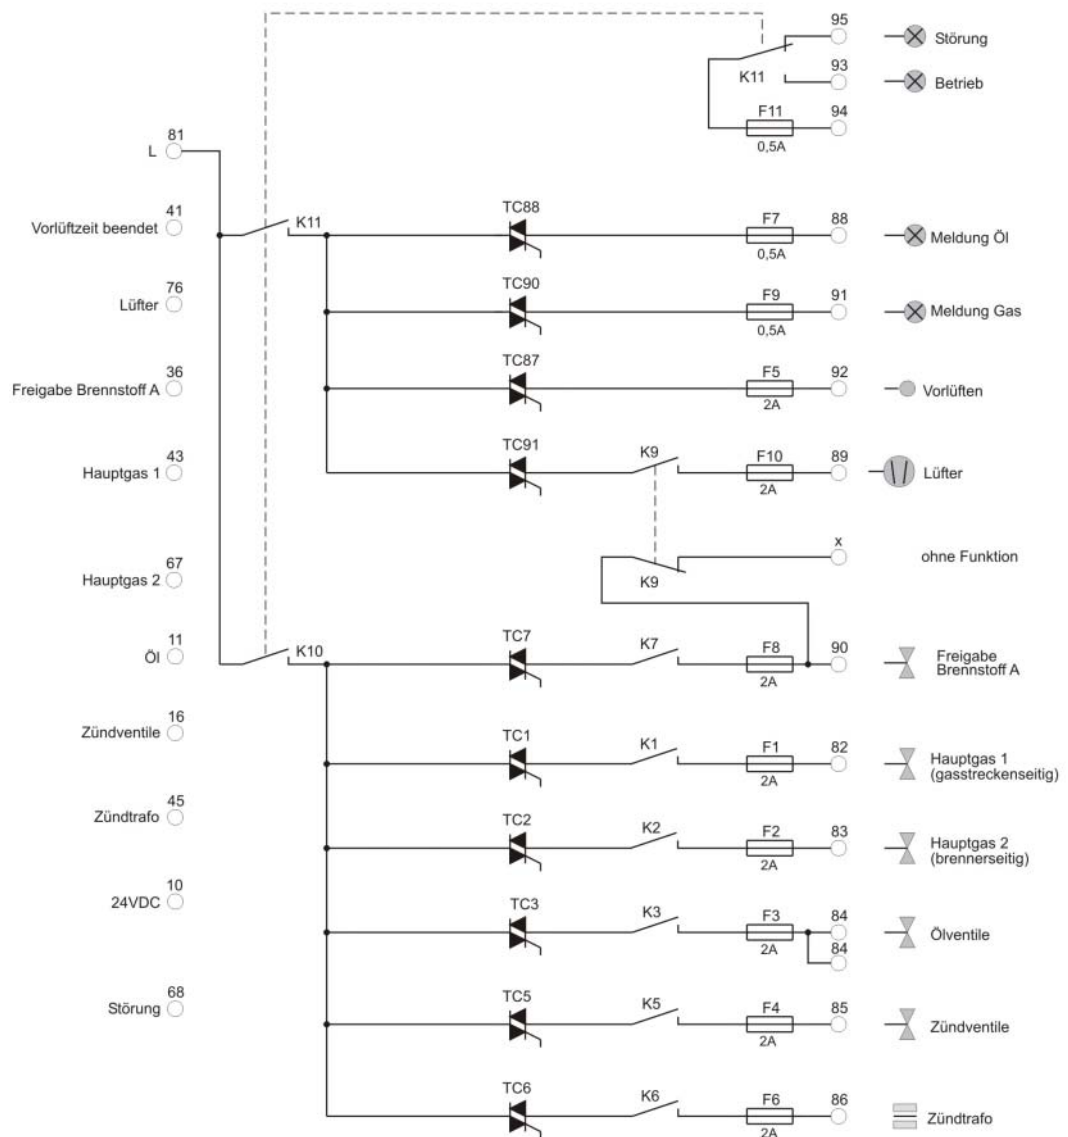 95
Störung
93
K11
Betrieb
F11
94
0,5A
81
L
41
Vorlüftzeit beendet
K11
TC88
F7
88
0,5A
Meldung Öl
76
Lüfter
TC90
F9
91
0,5A
Meldung Gas
36
Freigabe Brennstoff A
TC87
F5
92
2A
Vorlüften
43
Hauptgas 1
TC91
K9
F10
89
2A
Lüfter
67
Hauptgas 2
K9
x
ohne Funktion
11
Öl
K10
TC7
K7
F8
90
2A
Freigabe
Brennstoff A
16
Zündventile
TC1
K1
F1
82
2A
Hauptgas 1
(gasstreckenseitig)
45
Zündtrafo
TC2
K2
F2
83
2A
Hauptgas 2
(brennerseitig)
10
24VDC
TC3
K3
F3
84
2A
84
Ölventile
68
Störung
TC5
K5
F4
85
2A
Zündventile
TC6
K6
F6
86
2A
Zündtrafo